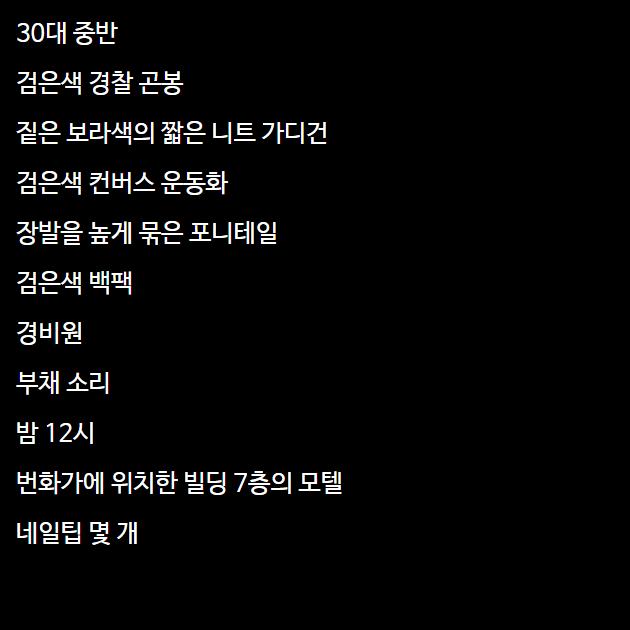 30대 중반
검은색 경찰 곤봉
짙은 보라색의 짧은 니트 가디건
검은색 컨버스 운동화
장발을 높게 묶은 포니테일
검은색 백팩
경비원
부채 소리
밤 12시
번화가에 위치한 빌딩 7층의 모텔
네일팁 몇 개